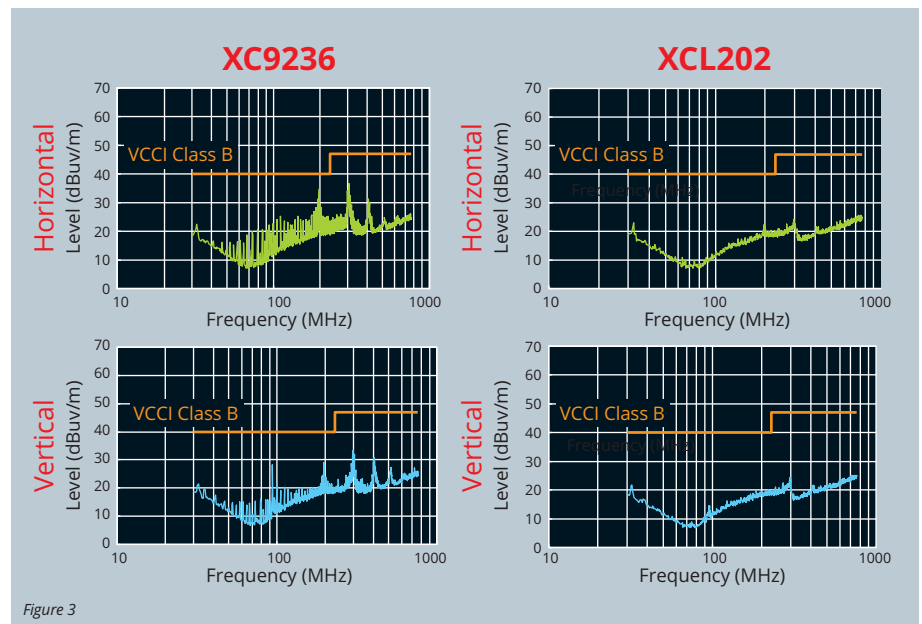 XC9236
XCL202
Horizontal
Level (dBuv/m)
70
60
50
40
30
20
10
0
VCCI Class B
10
100
1000
Frequency (MHz)
Horizontal
Level (dBuv/m)
70
60
50
40
30
20
10
0
VCCI Class B
Frequency (MHz)
10
100
1000
Frequency (MHz)
Vertical
Level (dBuv/m)
70
60
50
40
30
20
10
0
VCCI Class B
10
100
1000
Frequency (MHz)
Vertical
Level (dBuv/m)
70
60
50
40
30
20
10
0
VCCI Class B
Frequency (MHz)
10
100
1000
Frequency (MHz)
Figure 3